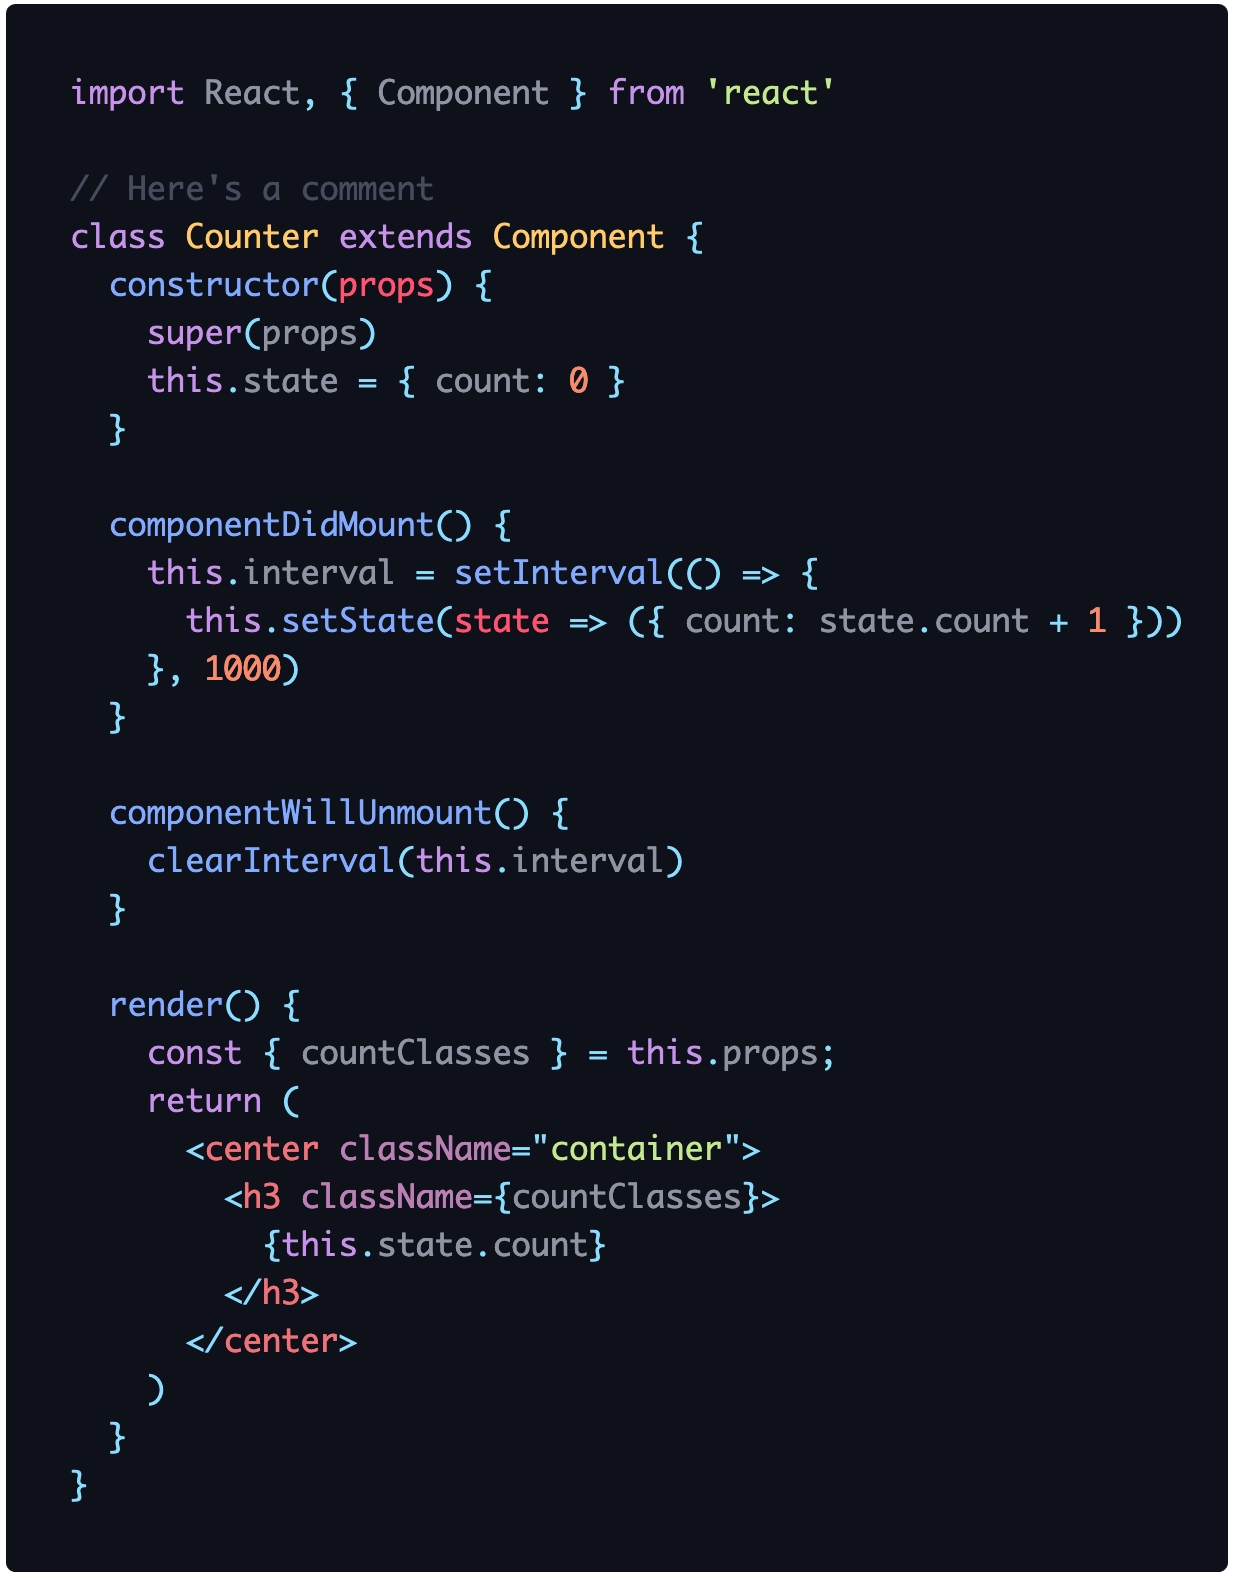 import React, { Component } from 'react'

// Here's a comment
class Counter extends Component {
  constructor(props) {
    super(props)
    this.state = { count: 0 }
  }

  componentDidMount() {
    this.interval = setInterval(() => {
      this.setState(state => ({ count: state.count + 1 }))
    }, 1000)
  }

  componentWillUnmount() {
    clearInterval(this.interval)
  }

  render() {
    const { countClasses } = this.props;
    return (
      <center className="container">
        <h3 className={countClasses}>
          {this.state.count}
        </h3>
      </center>
    )
  }
}